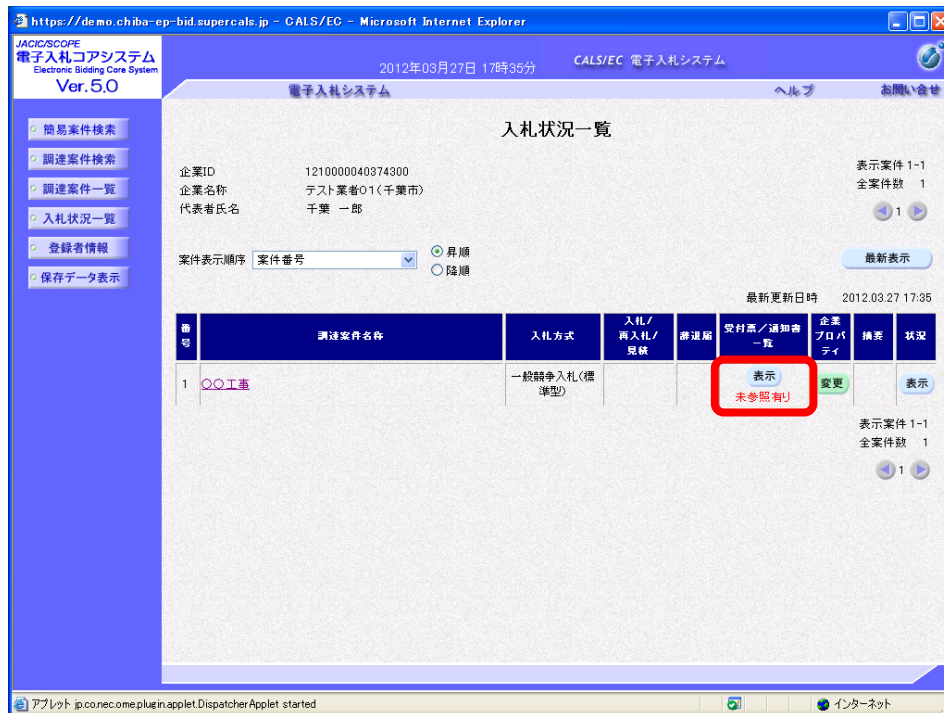 https://demo.chiba-ep-bid.supercals.jp - CALS/EC - Microsoft Internet Explorer
JACIC/SCOPE
電子入札コアシステム
Electronic Bidding Core System
Ver.5.0
2012年03月27日 17時35分
CALS/EC 電子入札システム
電子入札システム
ヘルプ
お問い合せ
簡易案件検索
調達案件検索
調達案件一覧
入札状況一覧
登録者情報
保存データ表示
入札状況一覧
企業ID 1210000040374300
企業名称 テスト業者01(千葉市)
代表者氏名 千葉 一郎
表示案件 1-1
全案件数 1
1
案件表示順序 案件番号
昇順
降順
最新表示
最新更新日時 2012.03.27 17:35
番号 調達案件名称 入札方式 入札/再入札/見積 辞退届 受付票/通知書一覧 企業プロパティ 摘要 状況
1 〇〇工事 一般競争入札(標準型) 表示 未参照有り 変更 表示
表示案件 1-1
全案件数 1
1
アプレット jp.co.nec.ome.plugin.applet.DispatcherApplet started
インターネット